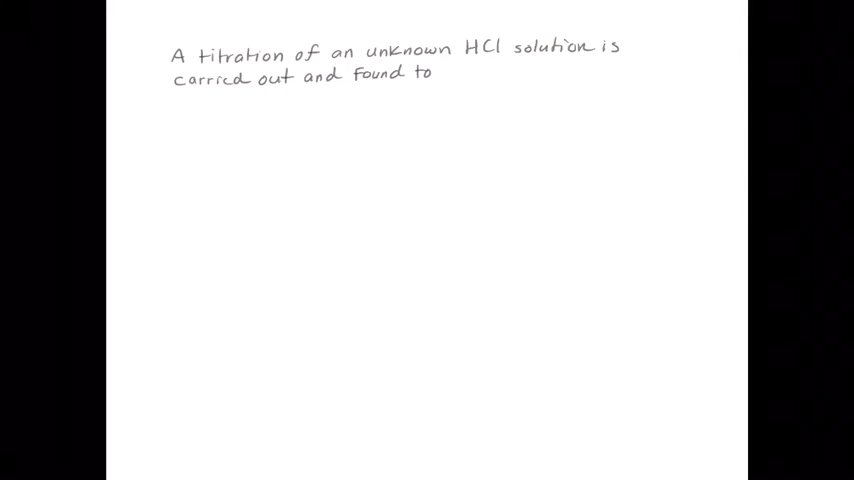 A titration of an unknown HCl solution is
carried out and found to